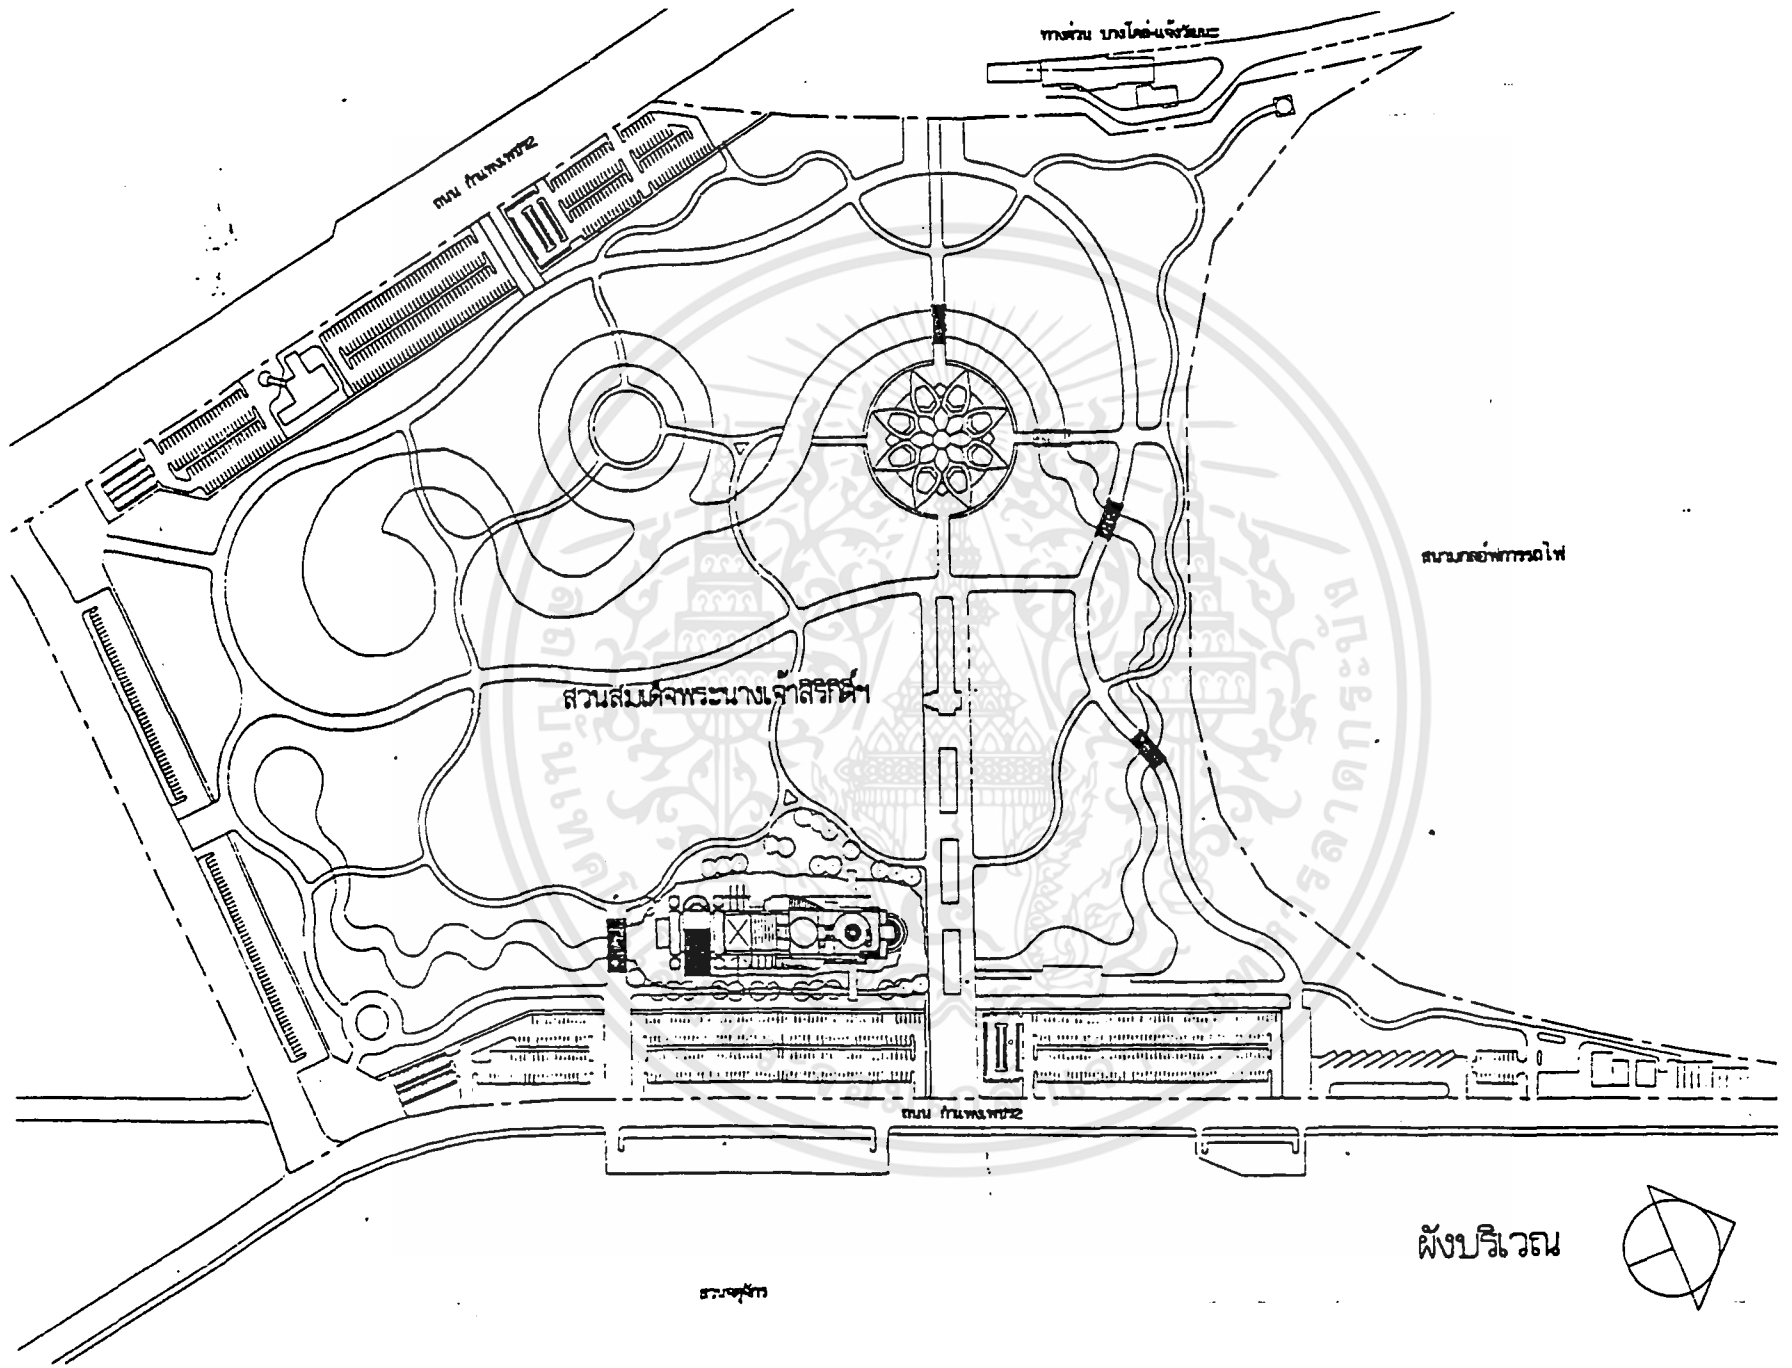 ทางด่วน บางโคล่-แจ้งวัฒนะ
ถนน กำแพงเพชร2
สนามกอล์ฟการรถไฟ
สวนสมเด็จพระนางเจ้าสิริกิติ์ฯ
ถนน กำแพงเพชร2
ผังบริเวณ
สวนจตุจักร